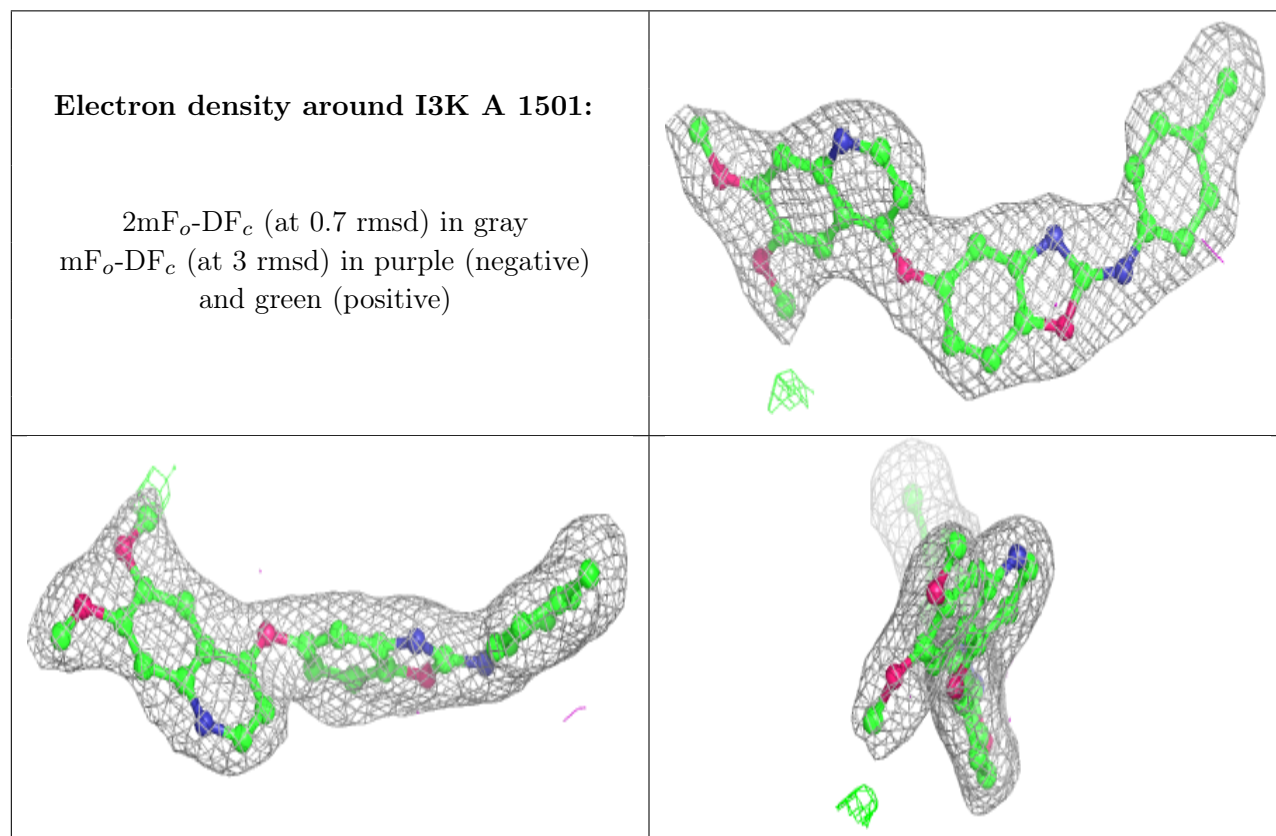 Electron density around I3K A 1501:
2mFo-DFc (at 0.7 rmsd) in gray
mFo-DFc (at 3 rmsd) in purple (negative)
and green (positive)